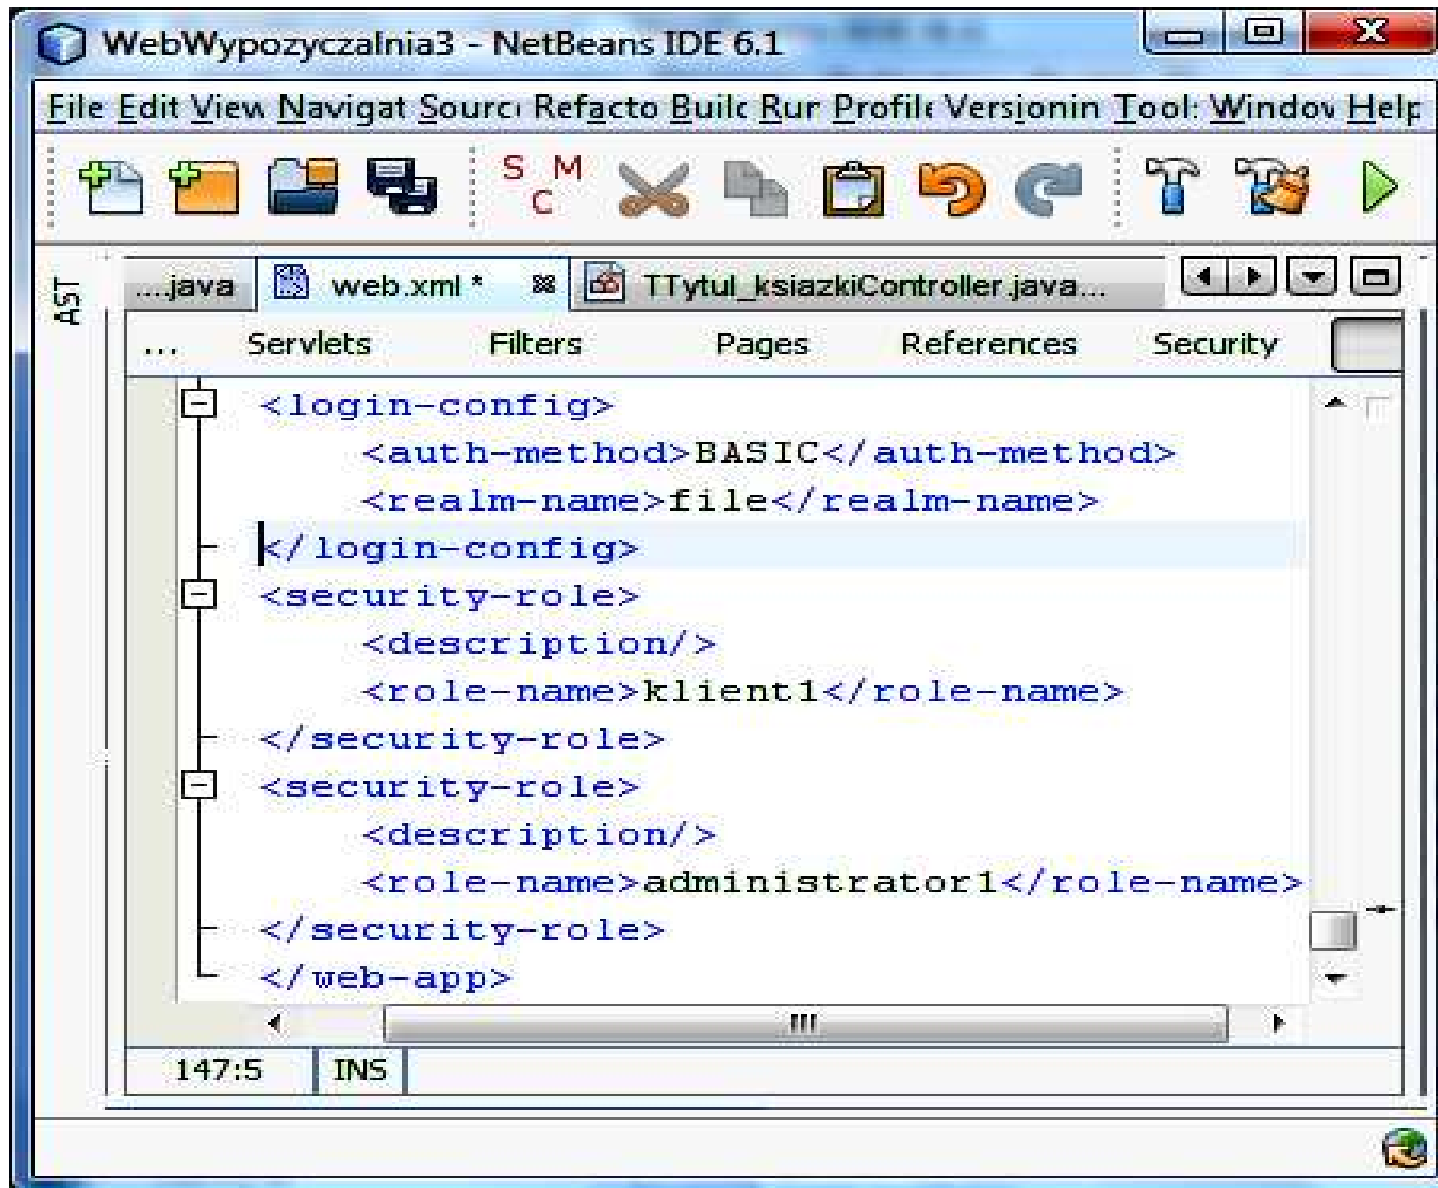 WebWypozyczalnia3 - NetBeans IDE 6.1
File Edit View Navigat Sourc Refacto Builc Rur Profil Versionin Tool: Windov Help
S M
C
AST
....java web.xml * TTytul_ksiazkiController.java...
... Servlets Filters Pages References Security
<login-config>
<auth-method>BASIC</auth-method>
<realm-name>file</realm-name>
</login-config>
<security-role>
<description/>
<role-name>klient1</role-name>
</security-role>
<security-role>
<description/>
<role-name>administrator1</role-name>
</security-role>
</web-app>
147:5 INS